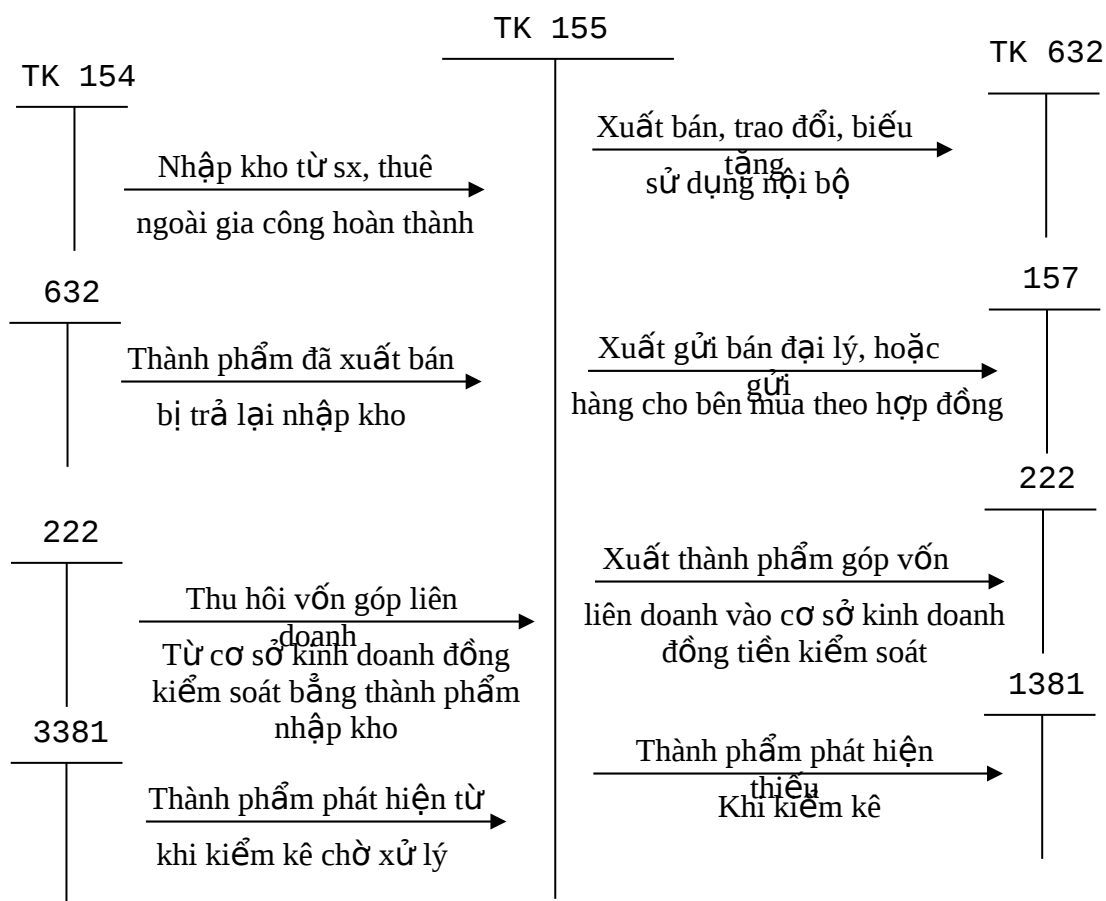 TK 155
TK 154
Nhập kho từ sx, thuê
ngoài gia công hoàn thành
632
Thành phẩm đã xuất bán
bị trả lại nhập kho
222
Thu hôi vốn góp liên
doanh
Từ cơ sở kinh doanh đồng
kiểm soát bằng thành phẩm
nhập kho
3381
Thành phẩm phát hiện từ
khi kiểm kê chờ xử lý
TK 632
Xuất bán, trao đổi, biếu
tặng
sử dụng nội bộ
157
Xuất gửi bán đại lý, hoặc
gửi
hàng cho bên mua theo hợp đồng
222
Xuất thành phẩm góp vốn
liên doanh vào cơ sở kinh doanh
đồng tiền kiểm soát
1381
Thành phẩm phát hiện
thiếu
Khi kiểm kê